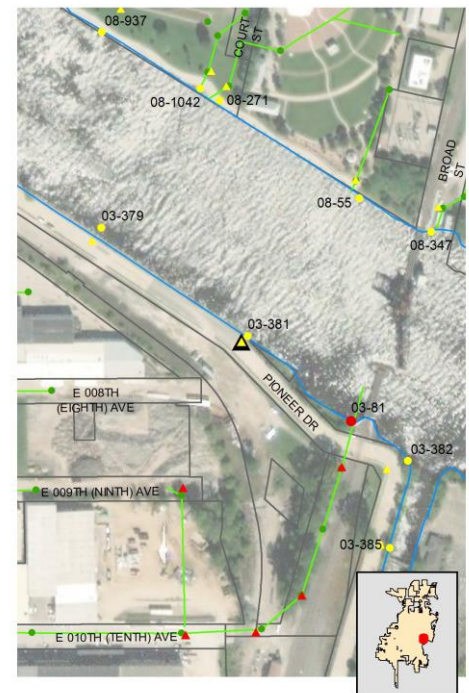 08-937
COURT
ST
08-1042
08-271
BROAD
ST
08-55
08-347
03-379
03-381
PIONEER DR
E 008TH
(EIGHTH) AVE
03-81
03-382
E 009TH (NINTH) AVE
03-385
E 010TH (TENTH) AVE